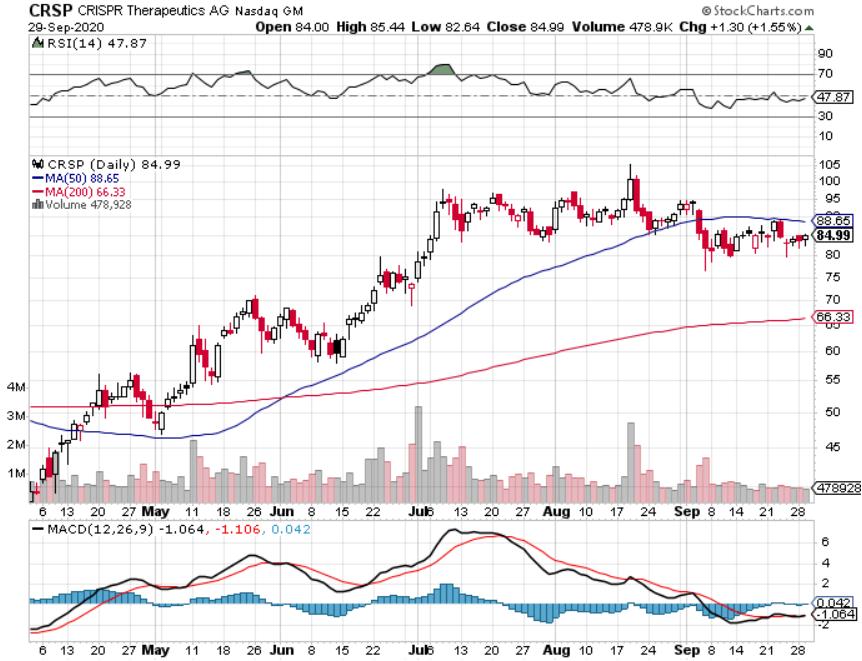 CRSP CRISPR Therapeutics AG Nasdaq GM © StockCharts.com
29-Sep-2020 Open 84.00 High 85.44 Low 82.64 Close 84.99 Volume 478.9K Chg +1.30 (+1.55%)
RSI(14) 47.87
90
70
47.87
30
10
CRSP (Daily) 84.99
MA(50) 88.65
MA(200) 66.33
Volume 478,928
105
100
95
90
88.65
84.99
80
75
70
66.33
65
60
55
50
45
4M
3M
2M
1M
478928
6 13 20 27 May 11 18 26 Jun 8 15 22 Jul 6 13 20 27 Aug 10 17 24 Sep 8 14 21 28
MACD(12,26,9) -1.064, -1.106, 0.042
6
4
2
0.042
-1.064
-2
6 13 20 27 May 11 18 26 Jun 8 15 22 Jul 6 13 20 27 Aug 10 17 24 Sep 8 14 21 28